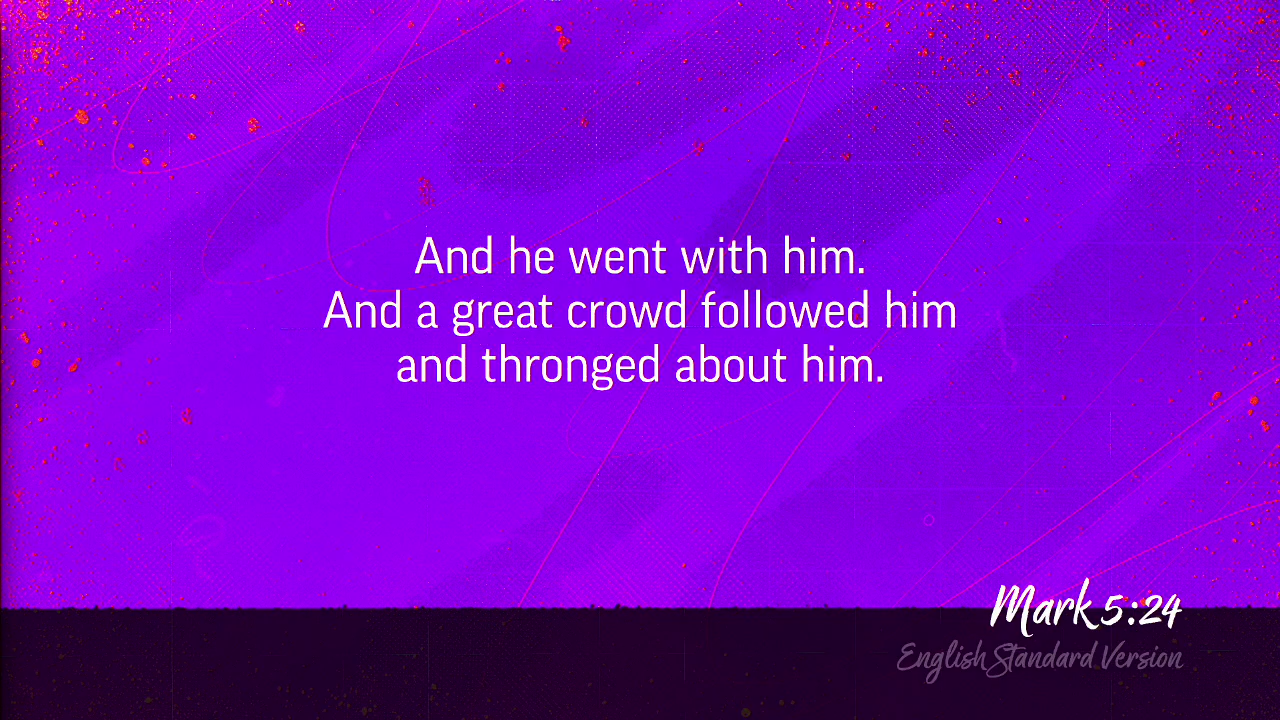 And he went with him.
And a great crowd followed him
and thronged about him.
Mark 5:24
English Standard Version